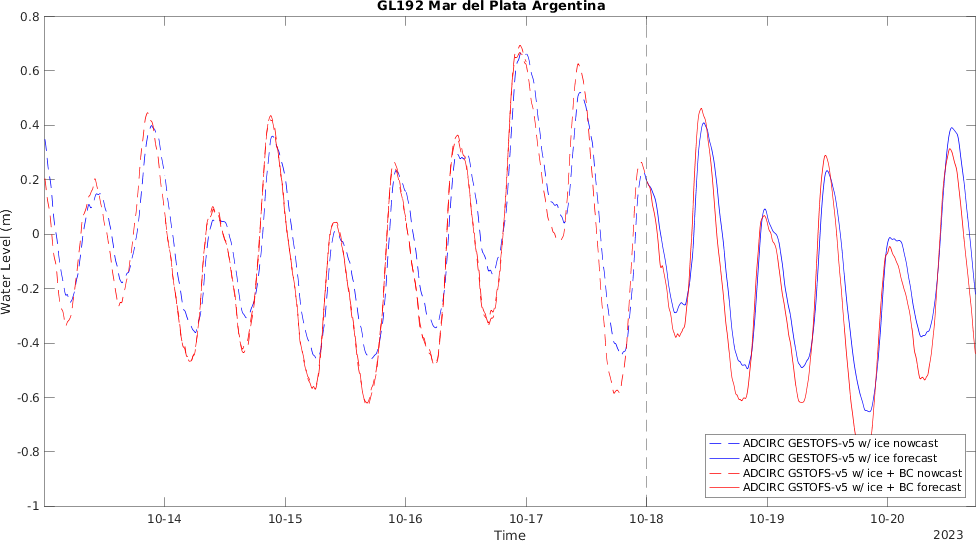 GL192 Mar del Plata Argentina
0.8
0.6
0.4
0.2
0
-0.2
-0.4
-0.6
-0.8
-1
Water Level (m)
10-14
10-15
10-16
10-17
10-18
10-19
10-20
Time
2023
ADCIRC GESTOFS-v5 w/ ice nowcast
ADCIRC GESTOFS-v5 w/ ice forecast
ADCIRC GSTOFS-v5 w/ ice + BC nowcast
ADCIRC GSTOFS-v5 w/ ice + BC forecast